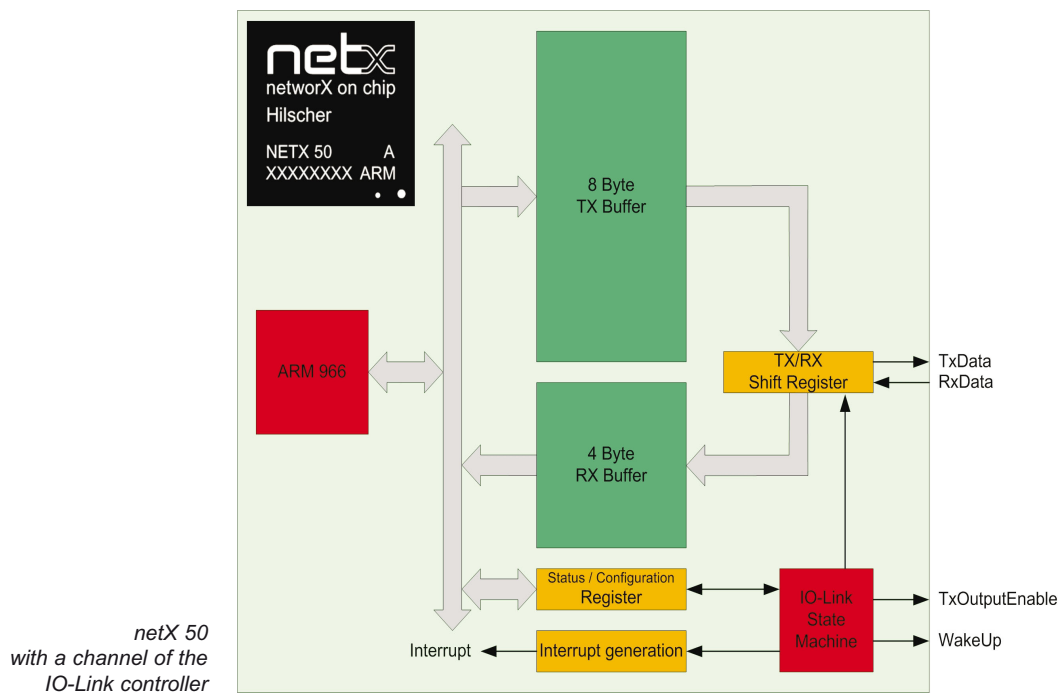 netx
networX on chip
Hilscher
NETX 50 A
XXXXXXXX ARM
8 Byte
TX Buffer
ARM 966
TX/RX
Shift Register
TxData
RxData
4 Byte
RX Buffer
Status / Configuration
Register
IO-Link
State
Machine
TxOutputEnable
WakeUp
Interrupt
Interrupt generation
netX 50
with a channel of the
IO-Link controller